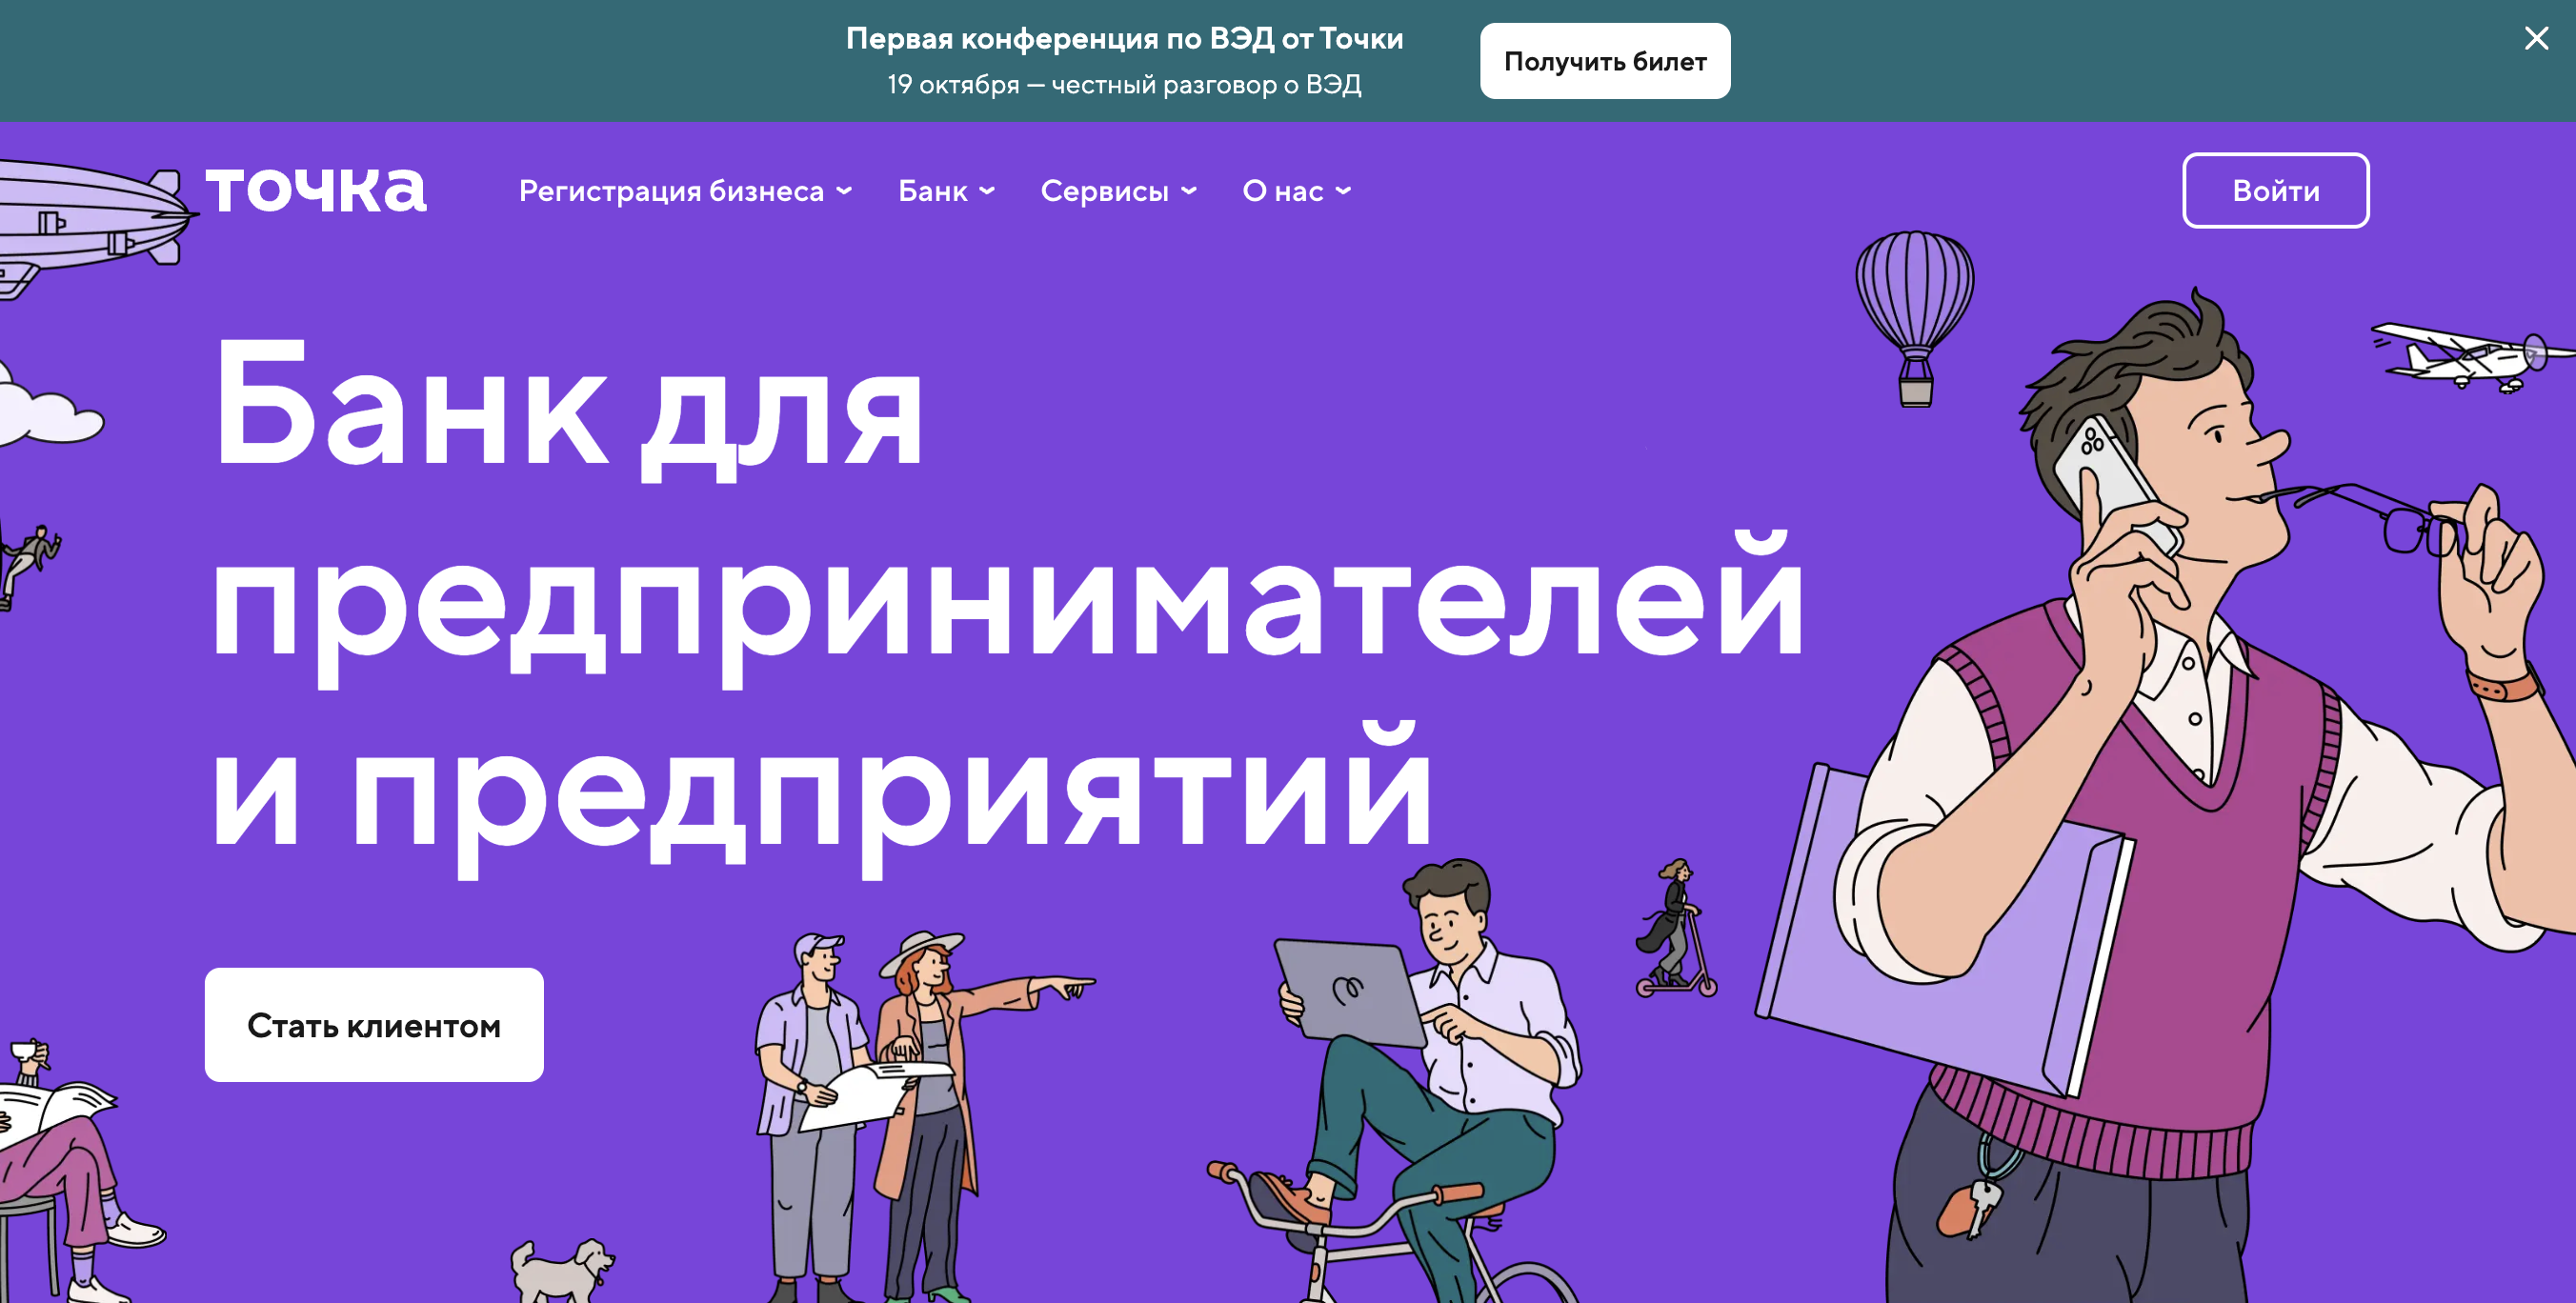 Первая конференция по ВЭД от Точки
19 октября — честный разговор о ВЭД
Получить билет
точка
Регистрация бизнеса
Банк
Сервисы
О нас
Войти
Банк для
предпринимателей
и предприятий
Стать клиентом